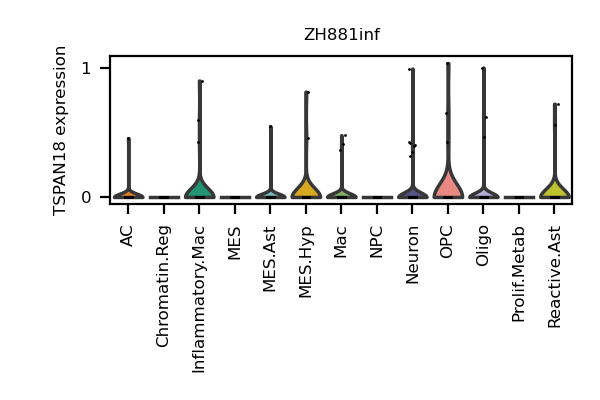 ZH881inf
TSPAN18 expression
1
0
AC
Chromatin.Reg
Inflammatory.Mac
MES
MES.Ast
MES.Hyp
Mac
NPC
Neuron
OPC
Oligo
Prolif.Metab
Reactive.Ast